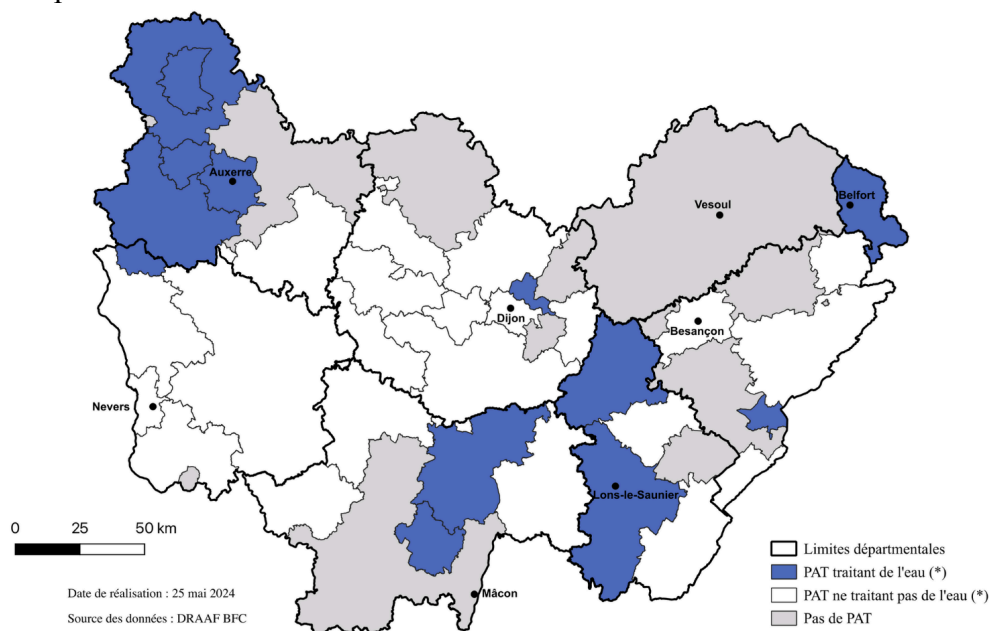 Auxerre
Belfort
Vesoul
Dijon
Besançon
Nevers
Lons-le-Saunier
0 25 50 km
Mâcon
Date de réalisation : 25 mai 2024
Source des données : DRAAF BFC
Limites départementales
PAT traitant de l'eau (*)
PAT ne traitant pas de l'eau (*)
Pas de PAT